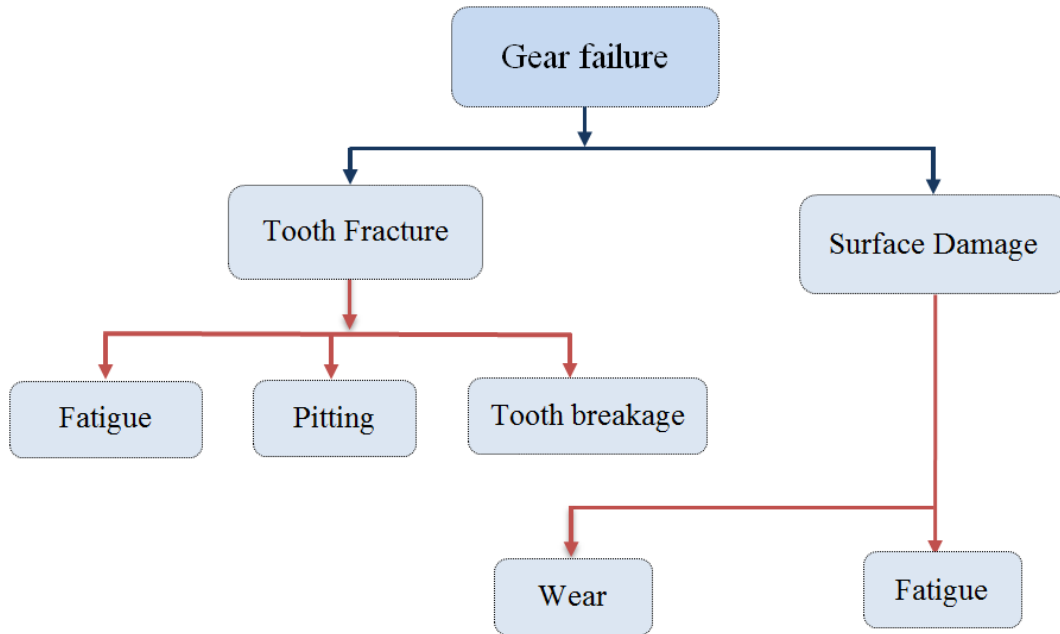 Gear failure
Tooth Fracture
Surface Damage
Fatigue
Pitting
Tooth breakage
Wear
Fatigue